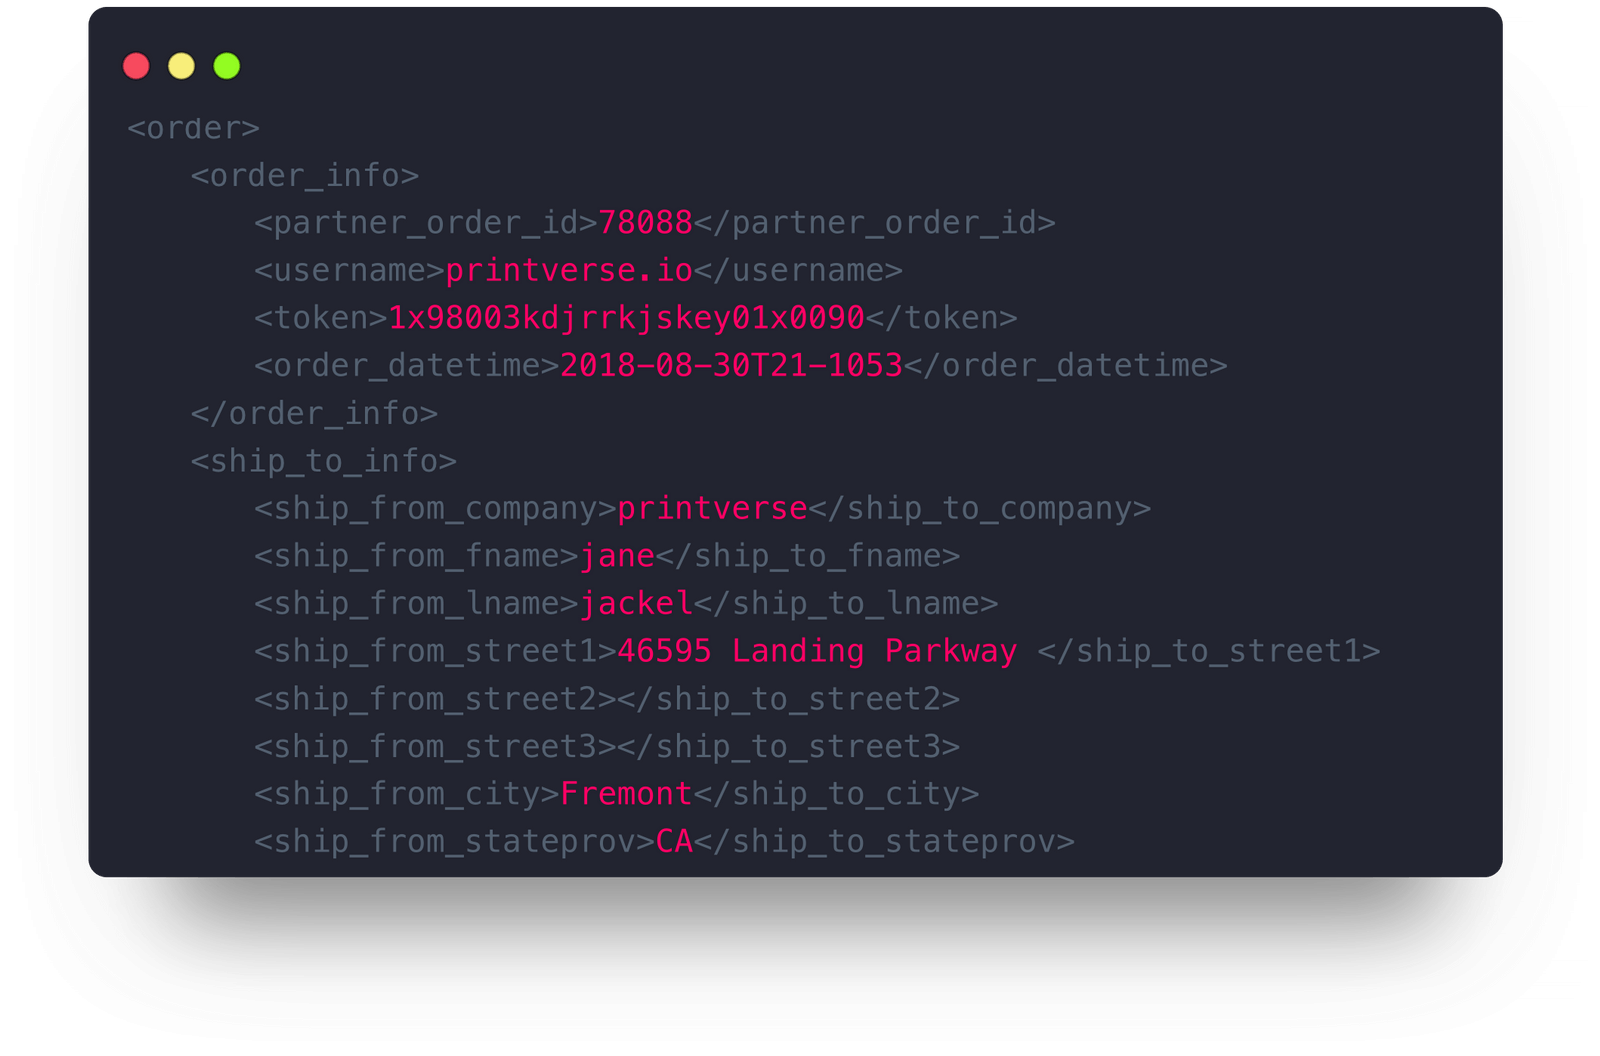 <order>
<order_info>
<partner_order_id>78088</partner_order_id>
<username>printverse.io</username>
<token>1x98003kdjrrkjskey01x0090</token>
<order_datetime>2018-08-30T21-1053</order_datetime>
</order_info>
<ship_to_info>
<ship_from_company>printverse</ship_to_company>
<ship_from_fname>jane</ship_to_fname>
<ship_from_lname>jackel</ship_to_lname>
<ship_from_street1>46595 Landing Parkway </ship_to_street1>
<ship_from_street2></ship_to_street2>
<ship_from_street3></ship_to_street3>
<ship_from_city>Fremont</ship_to_city>
<ship_from_stateprov>CA</ship_to_stateprov>